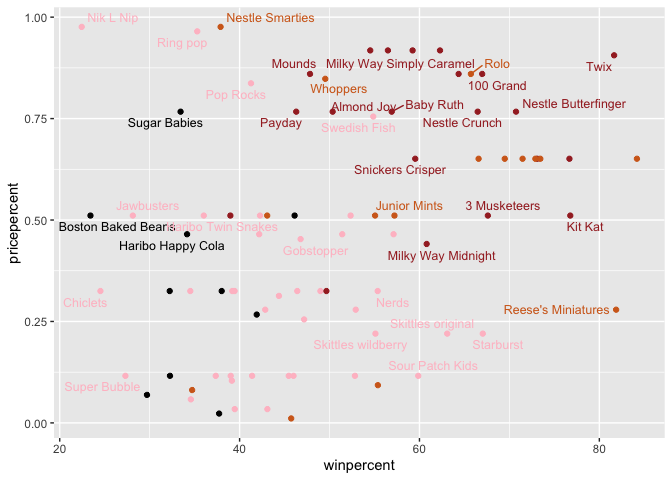 1.00
Nik L Nip
Nestle Smarties
Ring pop
Mounds
Milky Way Simply Caramel
Rolo
Twix
Pop Rocks
Whoppers
100 Grand
Almond Joy
Baby Ruth
Nestle Butterfinger
0.75
Sugar Babies
Payday
Swedish Fish
Nestle Crunch
Snickers Crisper
Jawbusters
Junior Mints
3 Musketeers
0.50
Boston Baked Beans
Haribo Twin Snakes
Kit Kat
Haribo Happy Cola
Gobstopper
Milky Way Midnight
Chiclets
Nerds
Reese's Miniatures
0.25
Skittles original
Skittles wildberry
Starburst
Sour Patch Kids
Super Bubble
0.00
20
40
60
80
winpercent
pricepercent